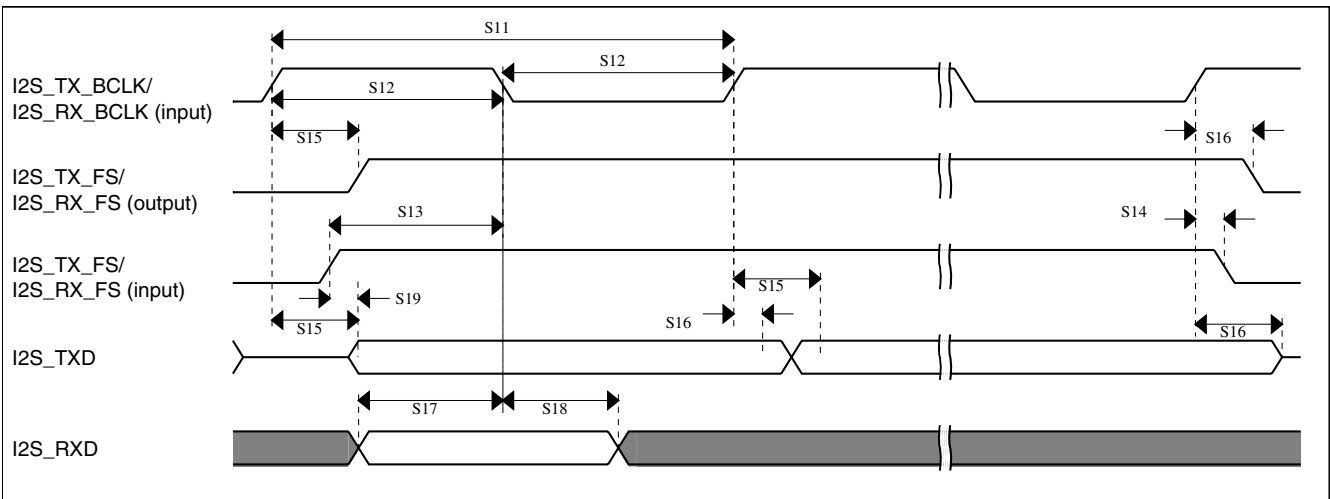 S11
S12
I2S_TX_BCLK/
I2S_RX_BCLK (input)
S12
S15
S16
I2S_TX_FS/
I2S_RX_FS (output)
S13
S14
I2S_TX_FS/
I2S_RX_FS (input)
S15
S19
S16
S15
S16
I2S_TXD
S17
S18
I2S_RXD